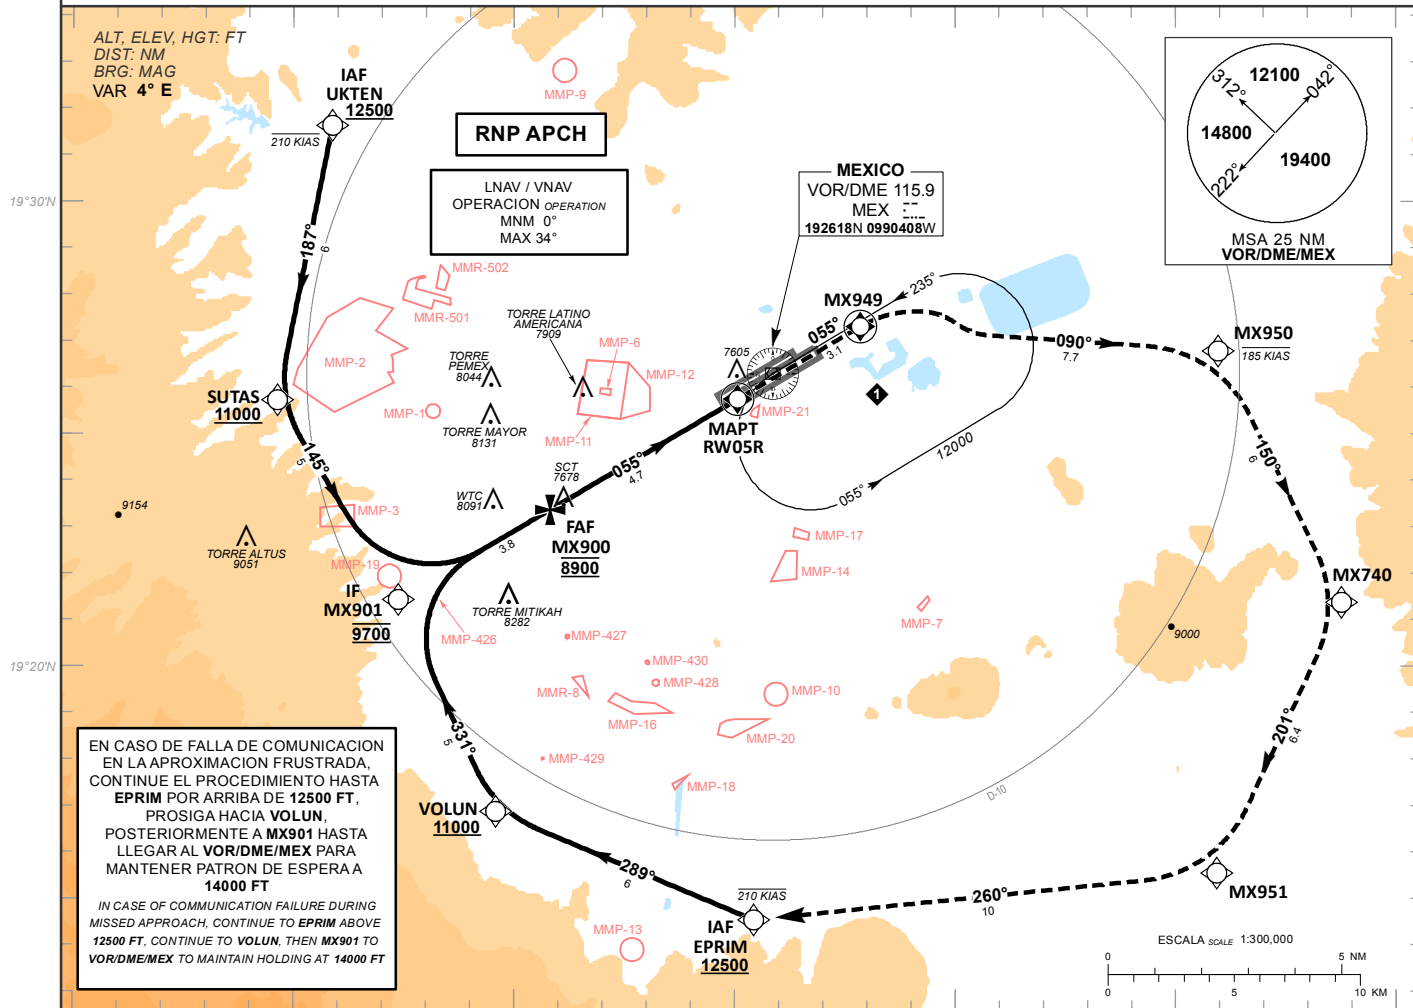 ALT, ELEV, HGT: FT
DIST: NM
BRG: MAG
VAR 4° E
IAF
UKTEN
12500
210 KIAS
MMP-9
RNP APCH
LNAV / VNAV
OPERACION OPERATION
MNM 0°
MAX 34°
MEXICO
VOR/DME 115.9
MEX
192618N 0990408W
312°
12100
042°
14800
19400
222°
MSA 25 NM
VOR/DME/MEX
19°30'N
187°
6
MMR-502
MMR-501
MMP-2
TORRE LATINO
AMERICANA
7909
TORRE
PEMEX
8044
MMP-6
MMP-12
MMP-1
TORRE MAYOR
8131
MMP-11
7605
055°
3.1
MX949
235°
MX950
185 KIAS
090°
7.7
1
MMP-21
MAPT
RW05R
12000
055°
SUTAS
11000
145°
5
SCT
7678
055°
4.7
WTC
8091
9154
MMP-3
TORRE ALTUS
9051
3.8
FAF
MX900
8900
150°
6
MMP-17
MMP-14
MMP-19
IF
MX901
9700
TORRE MITIKAH
8282
MMP-426
MMP-427
MMP-7
MX740
9000
19°20'N
MMP-430
MMP-428
MMR-8
MMP-10
MMP-16
MMP-20
331°
5
MMP-429
MMP-18
201°
6.4
D-10
VOLUN
11000
289°
6
210 KIAS
IAF
EPRIM
12500
260°
10
MX951
MMP-13
EN CASO DE FALLA DE COMUNICACION
EN LA APROXIMACION FRUSTRADA,
CONTINUE EL PROCEDIMIENTO HASTA
EPRIM POR ARRIBA DE 12500 FT,
PROSIGA HACIA VOLUN,
POSTERIORMENTE A MX901 HASTA
LLEGAR AL VOR/DME/MEX PARA
MANTENER PATRON DE ESPERA A
14000 FT
IN CASE OF COMMUNICATION FAILURE DURING
MISSED APPROACH, CONTINUE TO EPRIM ABOVE
12500 FT, CONTINUE TO VOLUN, THEN MX901 TO
VOR/DME/MEX TO MAINTAIN HOLDING AT 14000 FT
ESCALA SCALE 1:300,000
0 5 NM
0 5 10 KM